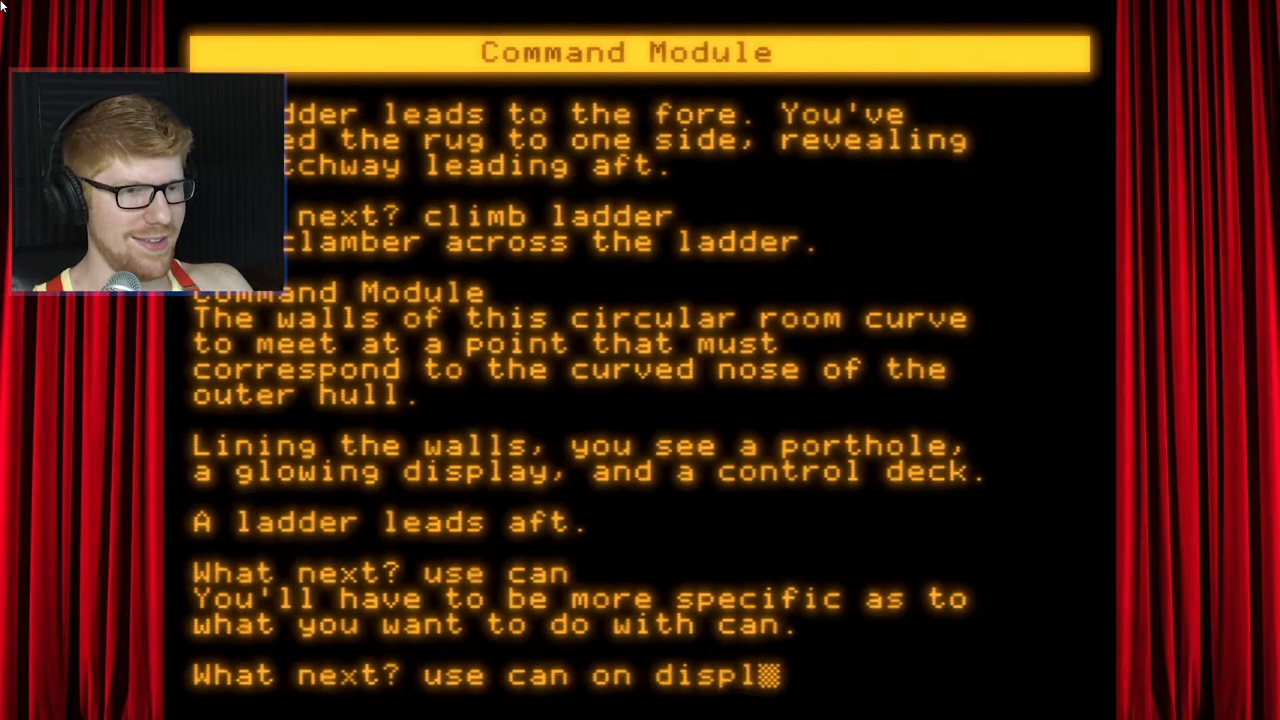 Command Module
dder leads to the fore. You've
ed the rug to one side, revealing
tchway leading aft.
next? climb ladder
clamber across the ladder.
Command Module
The walls of this circular room curve
to meet at a point that must
correspond to the curved nose of the
outer hull.
Lining the walls, you see a porthole,
a glowing display, and a control deck.
A ladder leads aft.
What next? use can
You'll have to be more specific as to
what you want to do with can.
What next? use can on displ